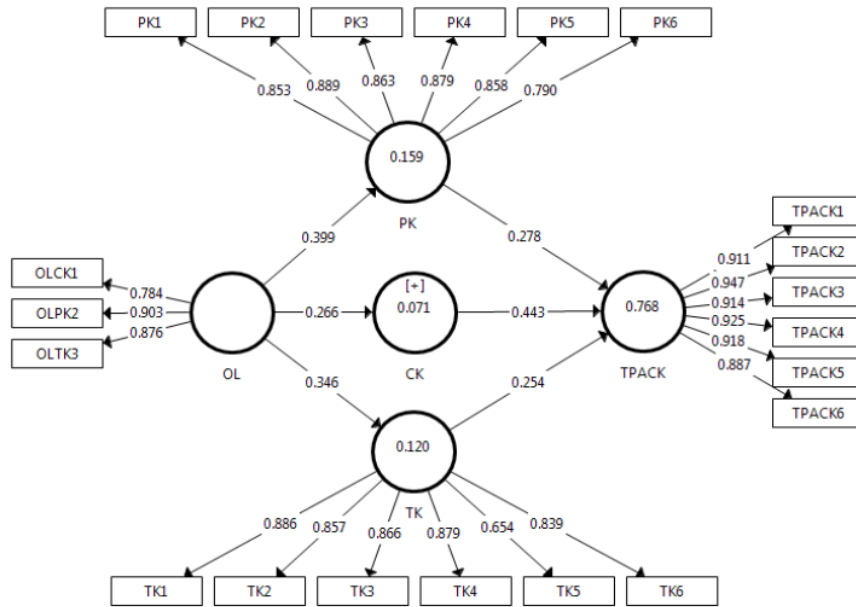 PK1 PK2 PK3 PK4 PK5 PK6
0.853 0.889 0.863 0.879 0.858 0.790
0.159
PK
0.399 0.278
OLCK1
OLPK2
OLTK3
0.784
0.903
0.876
OL
0.266
[+]
0.071
CK
0.443
0.768
TPACK
0.911
0.947
0.914
0.925
0.918
0.887
TPACK1
TPACK2
TPACK3
TPACK4
TPACK5
TPACK6
0.346 0.254
0.120
TK
0.886 0.857 0.866 0.879 0.654 0.839
TK1 TK2 TK3 TK4 TK5 TK6